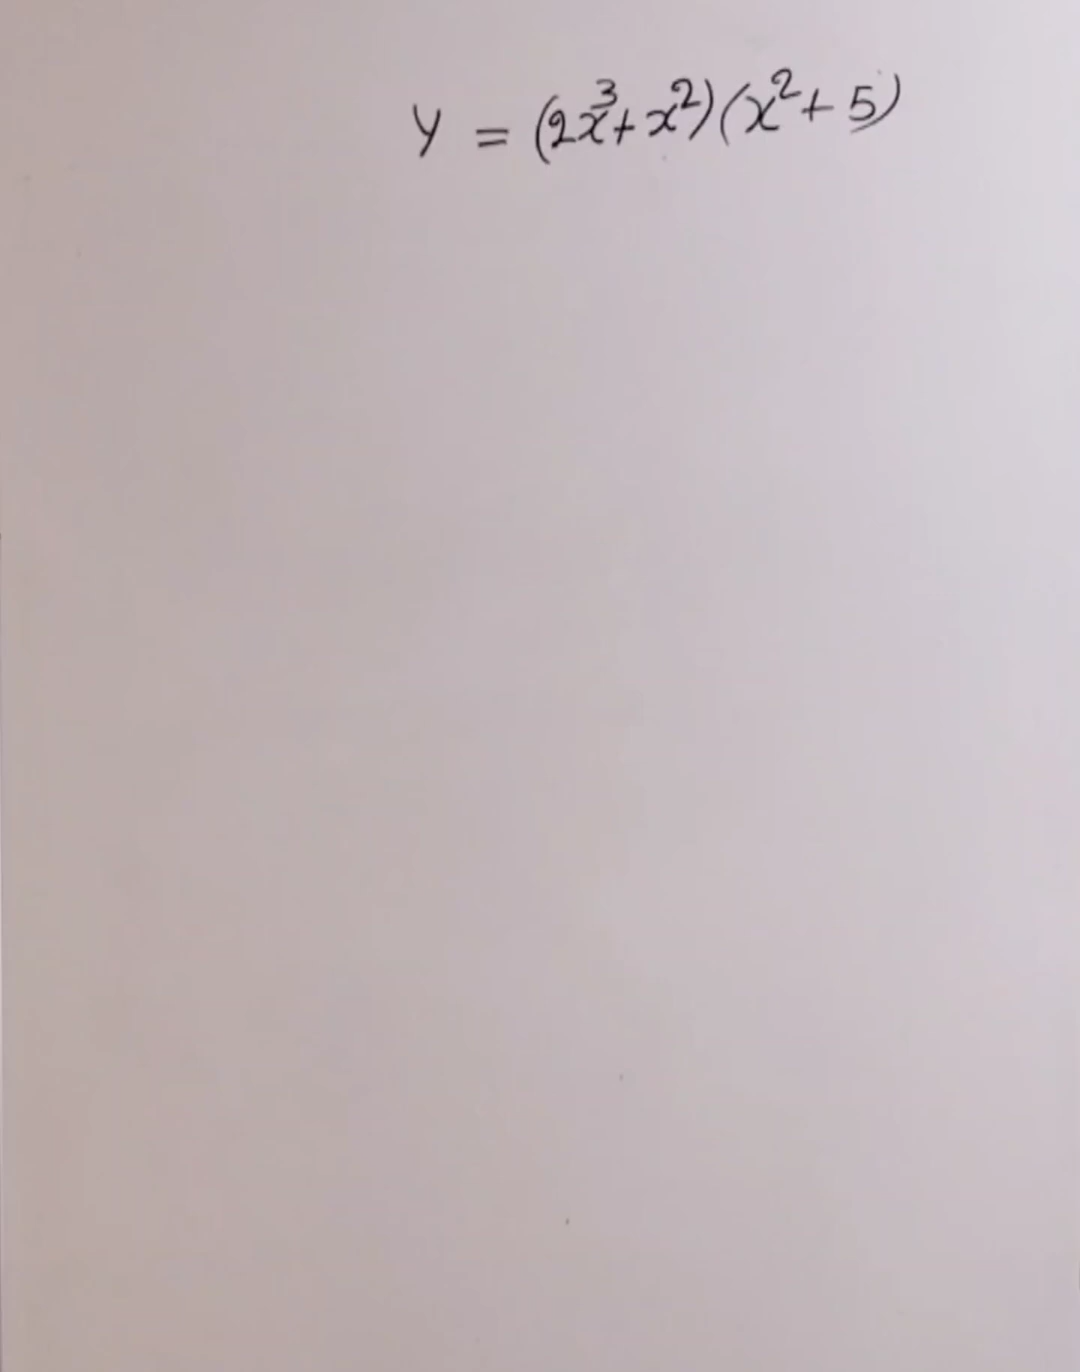 Y = (2x³+x²)(x²+5)